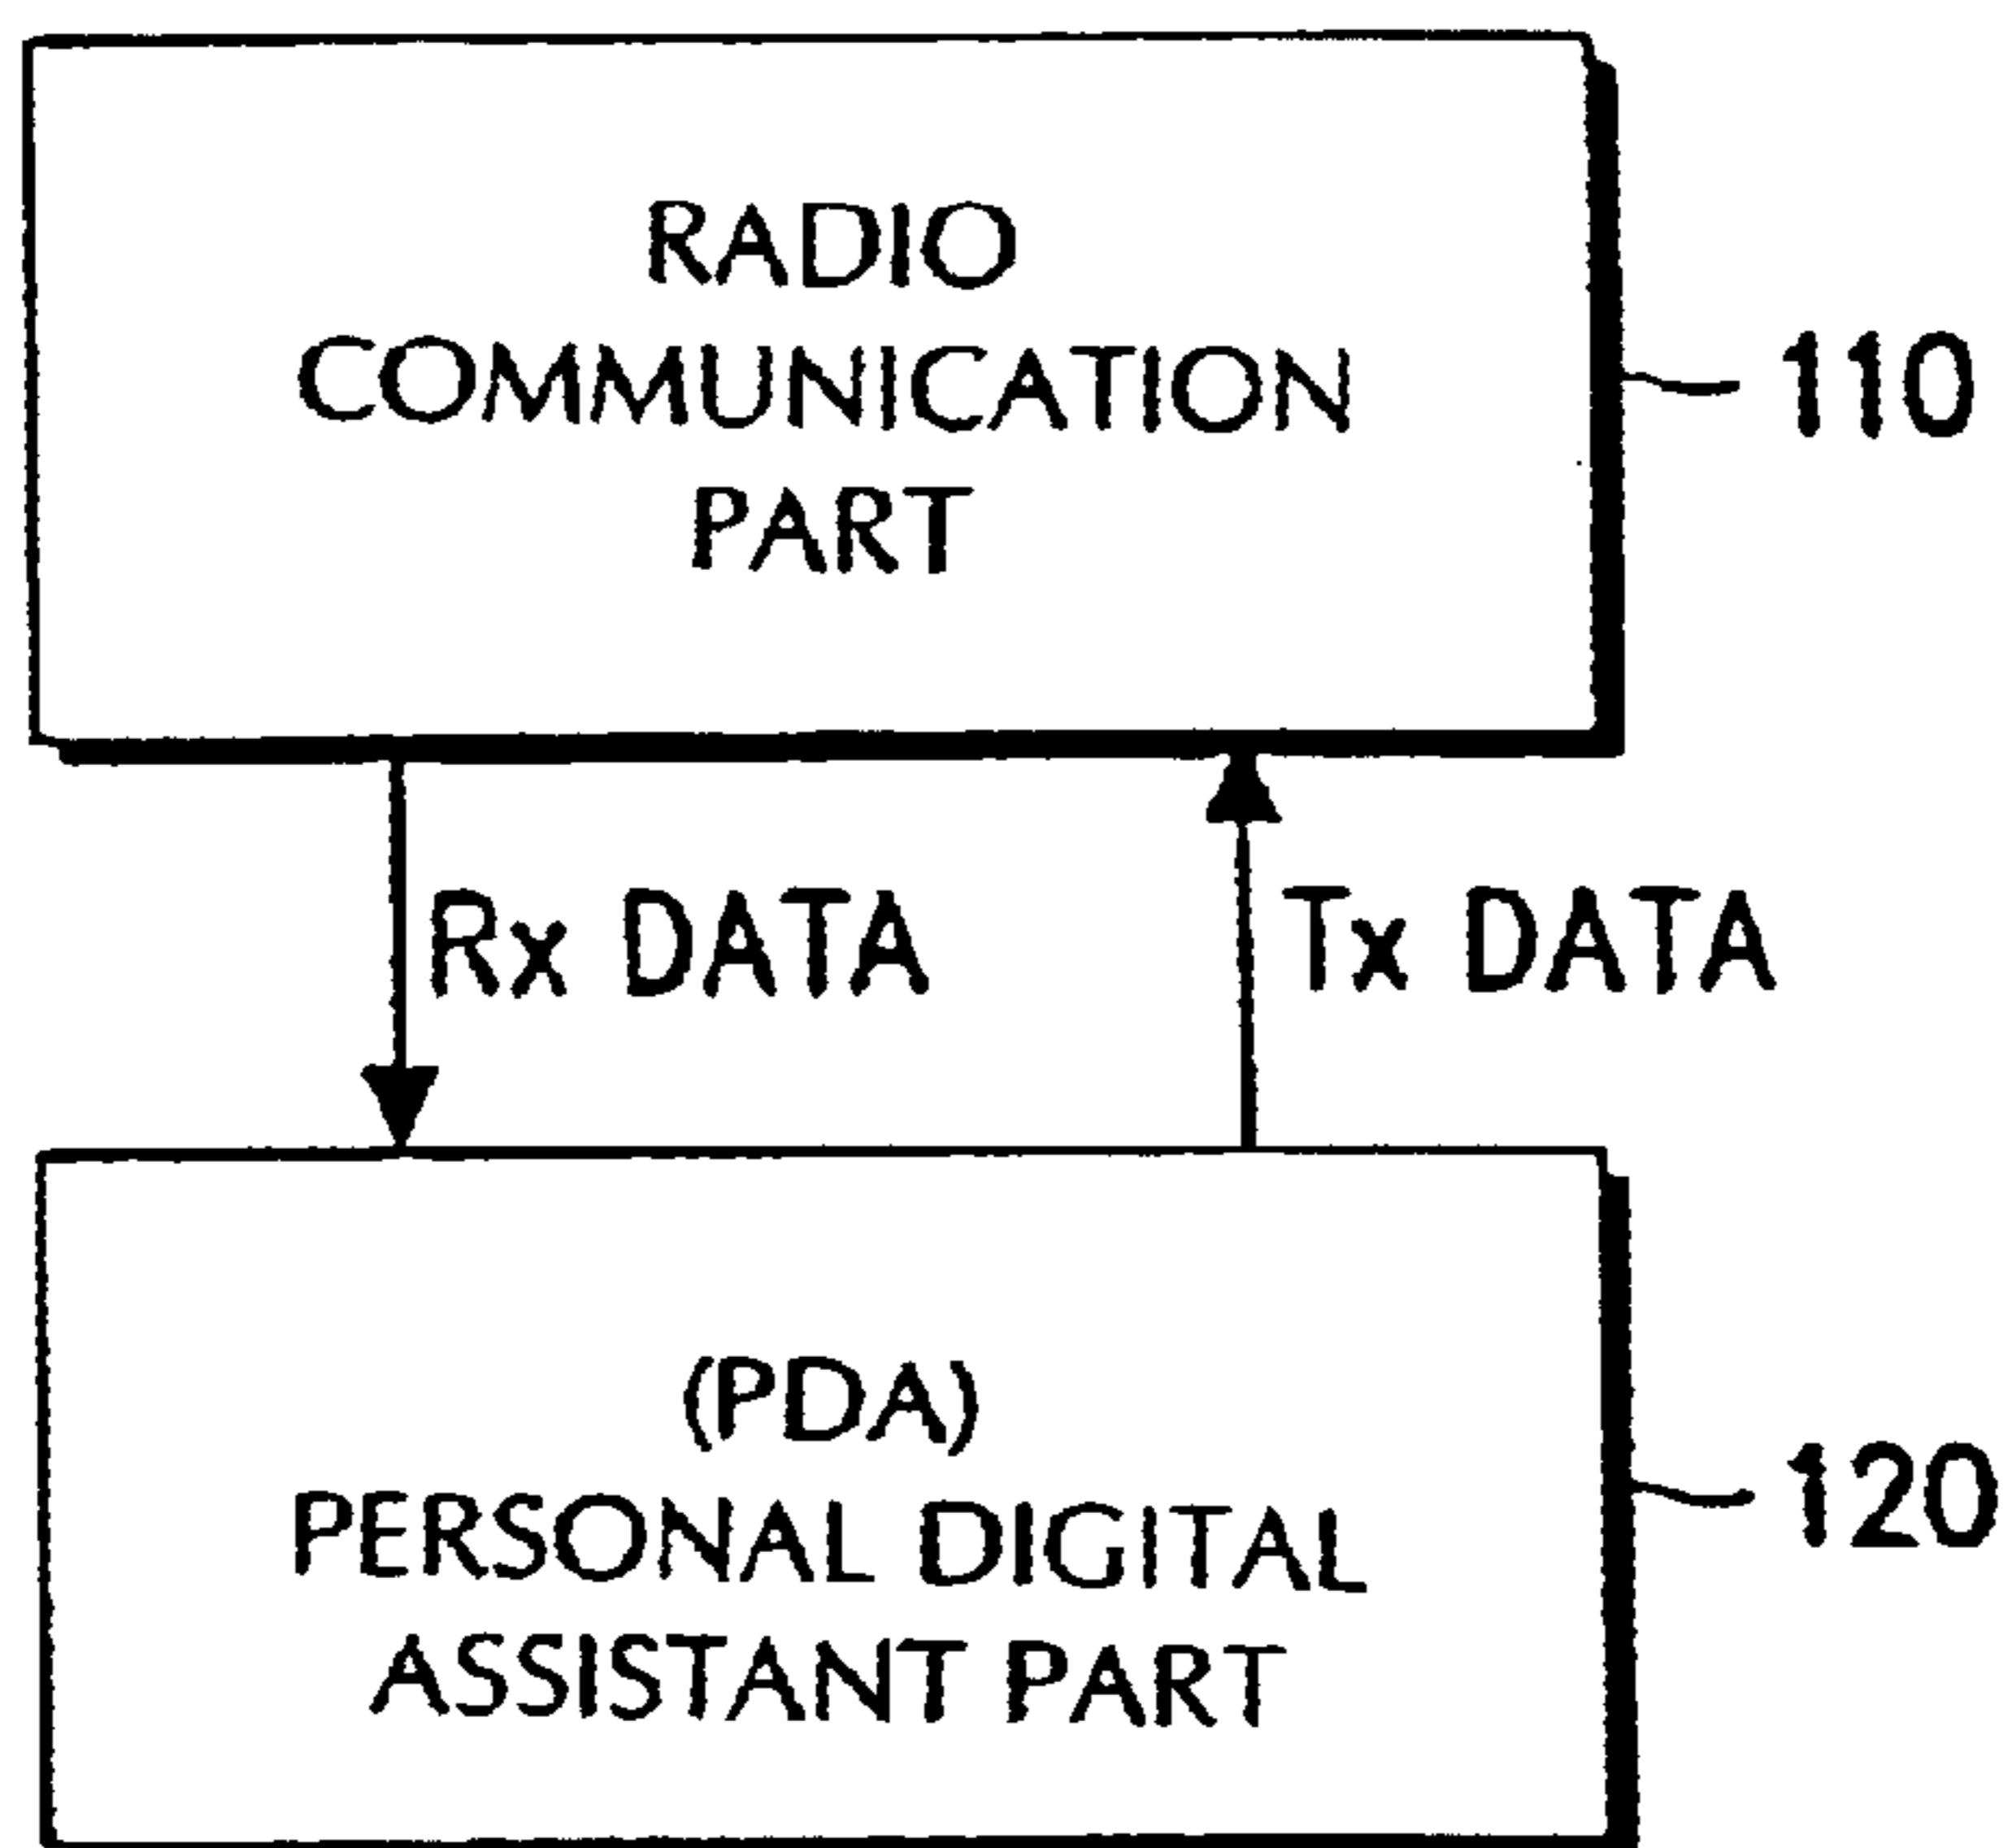 RADIO
COMMUNICATION
PART
110
Rx DATA
Tx DATA
(PDA)
PERSONAL DIGITAL
ASSISTANT PART
120